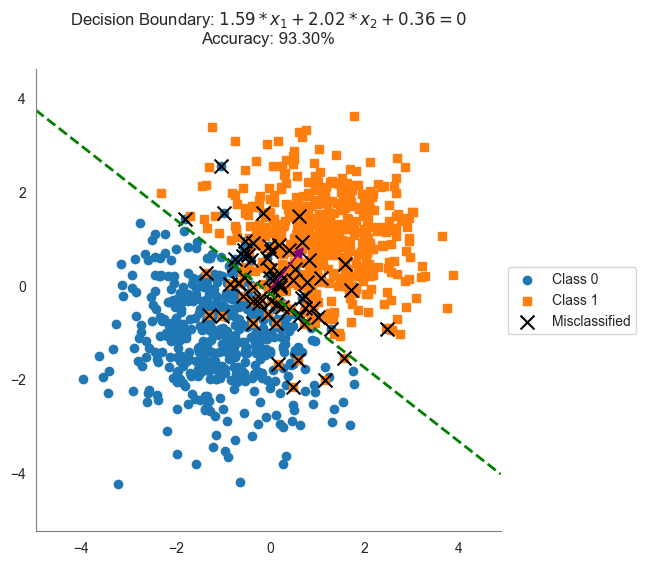 Decision Boundary: 1.59 * x₁ + 2.02 * x₂ + 0.36 = 0
Accuracy: 93.30%
4
2
0
−2
−4
−4
−2
0
2
4
Class 0
Class 1
Misclassified